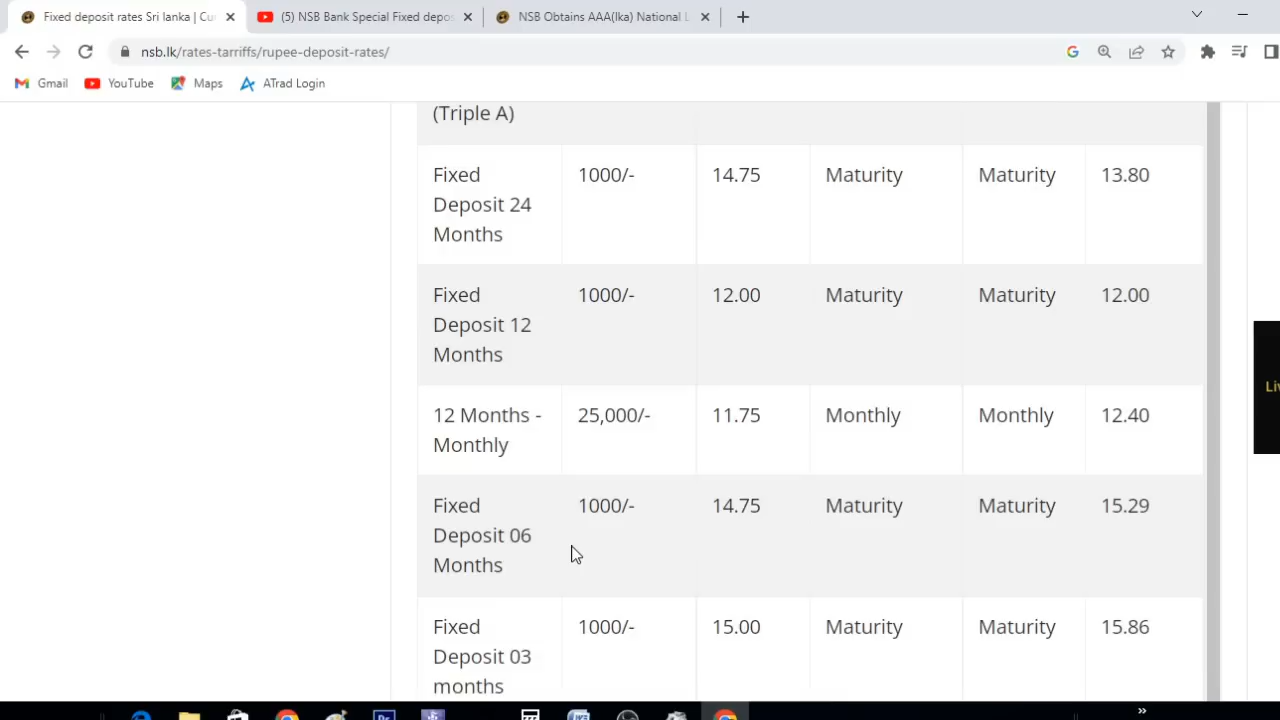 Fixed deposit rates Sri lanka | Cu
(5) NSB Bank Special Fixed depos
NSB Obtains AAA(lka) National L
nsb.lk/rates-tarriffs/rupee-deposit-rates/
Gmail
YouTube
Maps
ATrad Login
(Triple A)
Fixed Deposit 24 Months 1000/- 14.75 Maturity Maturity 13.80
Fixed Deposit 12 Months 1000/- 12.00 Maturity Maturity 12.00
12 Months - Monthly 25,000/- 11.75 Monthly Monthly 12.40
Fixed Deposit 06 Months 1000/- 14.75 Maturity Maturity 15.29
Fixed Deposit 03 months 1000/- 15.00 Maturity Maturity 15.86
Liv